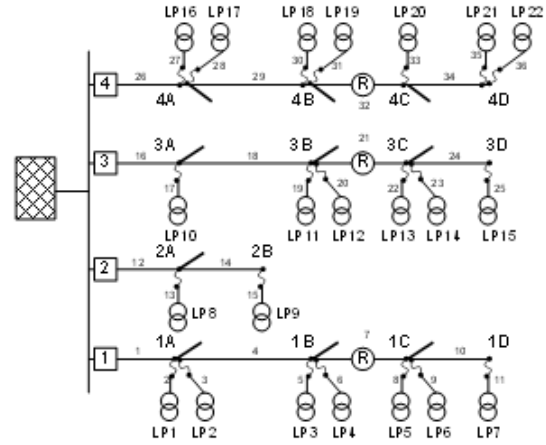 LP16 LP17 LP18 LP19 LP20 LP21 LP22
27 28 30 31 33 35 36
4 26 29 R 34
32
4A 4B 4C 4D
3A 3B 21 3C 3D
3 16 18 R 24
17 19 20 22 23 25
LP10 LP11 LP12 LP13 LP14 LP15
2A 2B
2 12 14
13 15
LP8 LP9
1A 1B 7 1C 1D
1 1 4 R 10
2 3 5 6 8 9 11
LP1 LP2 LP3 LP4 LP5 LP6 LP7